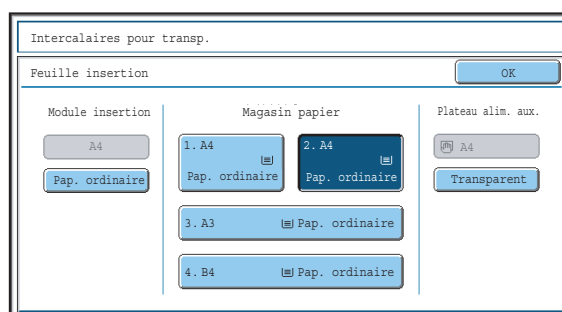 Intercalaires pour transp.
Feuille insertion
OK
Module insertion
Magasin papier
Plateau alim. aux.
A4
Pap. ordinaire
1. A4
Pap. ordinaire
2. A4
Pap. ordinaire
3. A3 Pap. ordinaire
4. B4 Pap. ordinaire
A4
Transparent